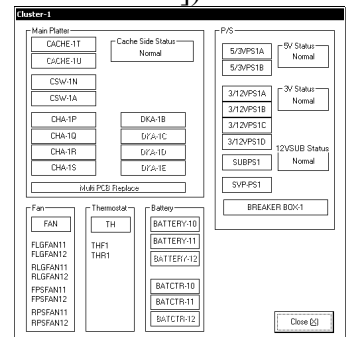 Cluster-1
Main Platter
CACHE-1T
CACHE-1U
CSW-1N
CSW-1A
CHA-1P
CHA-1Q
CHA-1R
CHA-1S
Cache Side Status
Normal
DKA-1B
DKA-1C
DKA-1D
DKA-1E
Multi PCB Replace
P/S
5/3VPS1A
5/3VPS1B
3/12VPS1A
3/12VPS1B
3/12VPS1C
3/12VPS1D
SUBPS1
SVP-PS1
5V Status
Normal
3V Status
Normal
12VSUB Status
Normal
BREAKER BOX-1
Fan
FAN
FLGFAN11
FLGFAN12
RLGFAN11
RLGFAN12
FPSFAN11
FPSFAN12
RPSFAN11
RPSFAN12
Thermostat
TH
THF1
THR1
Battery
BATTERY-10
BATTERY-11
BATTERY-12
BATCTR-10
BATCTR-11
BATCTR-12
Close (X)